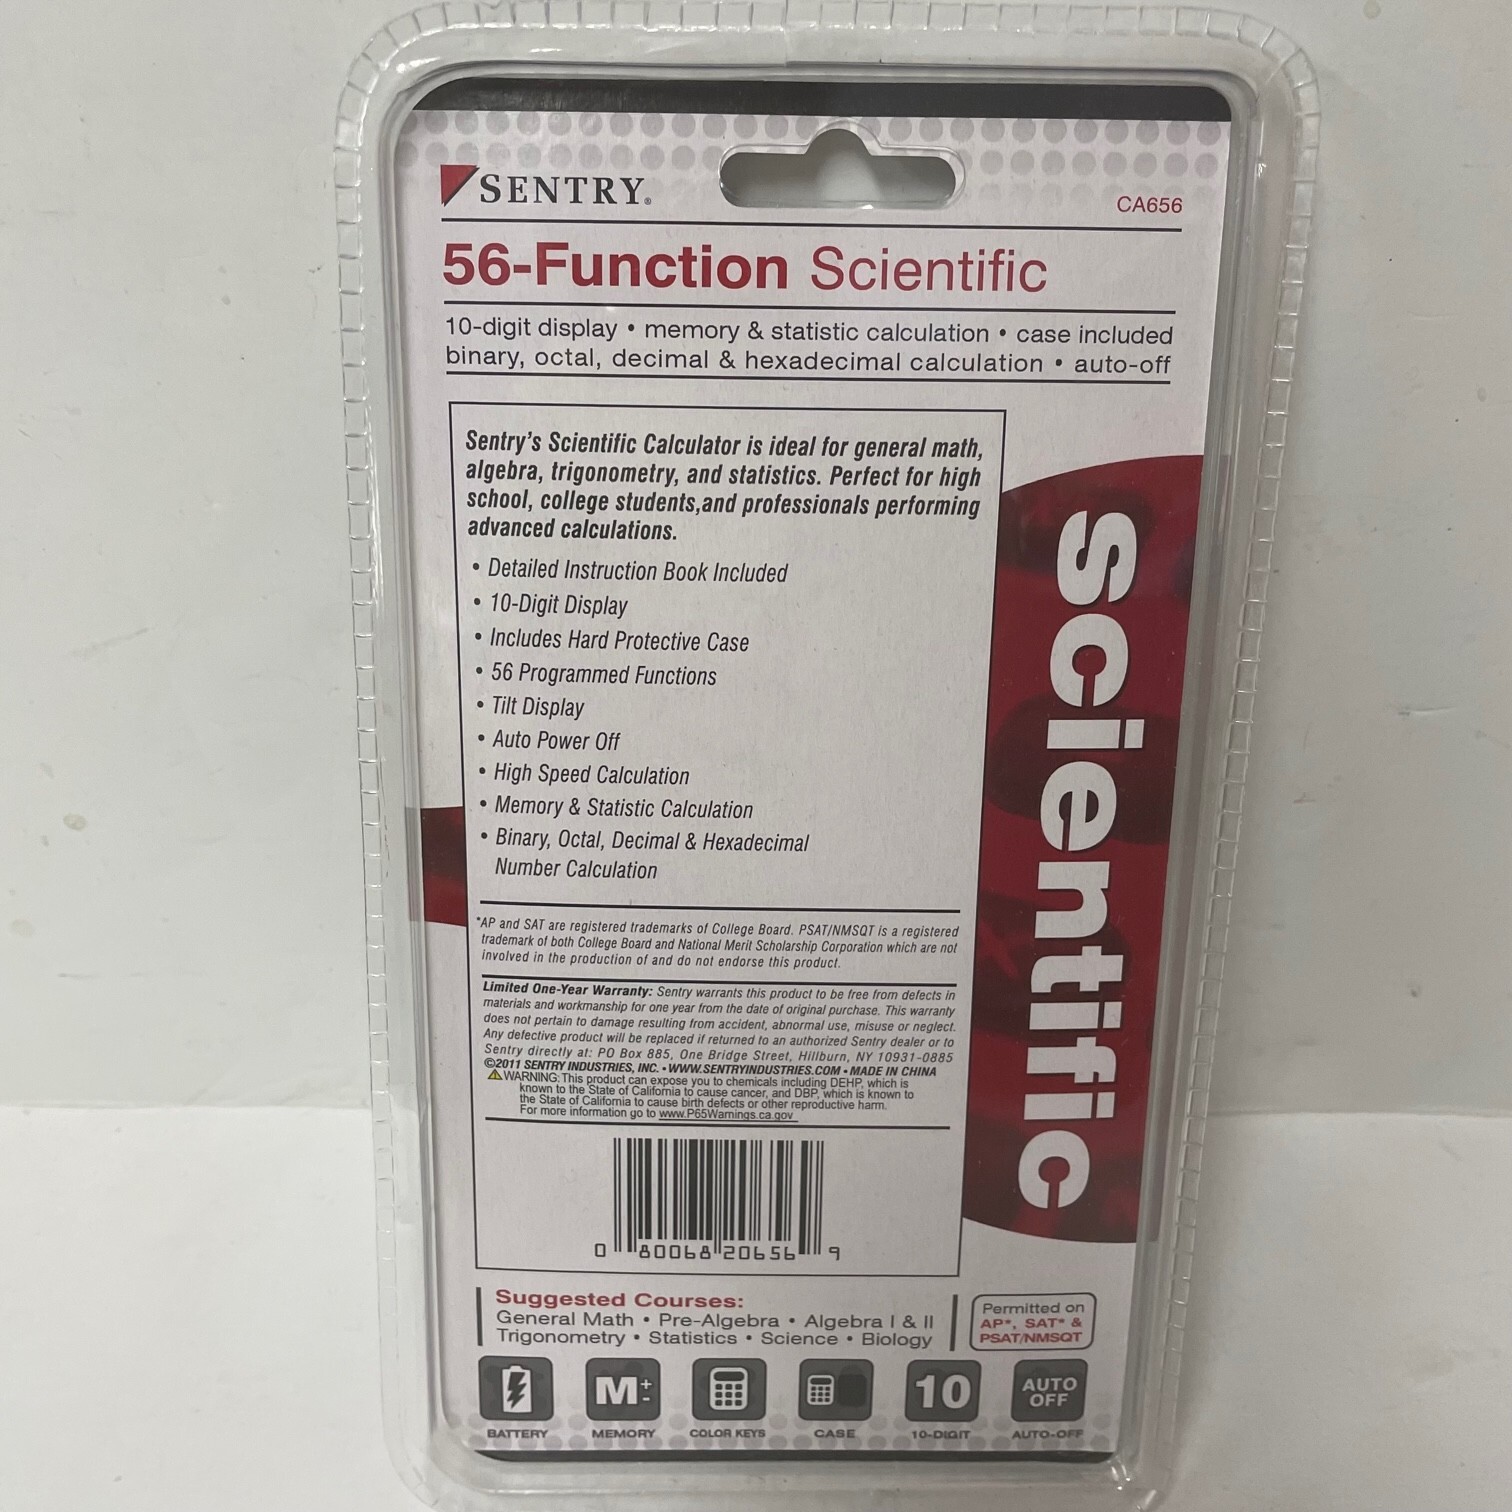 SENTRY®
CA656
56-Function Scientific
10-digit display • memory & statistic calculation • case included
binary, octal, decimal & hexadecimal calculation • auto-off
Sentry's Scientific Calculator is ideal for general math,
algebra, trigonometry, and statistics. Perfect for high
school, college students,and professionals performing
advanced calculations.
• Detailed Instruction Book Included
• 10-Digit Display
• Includes Hard Protective Case
• 56 Programmed Functions
• Tilt Display
• Auto Power Off
• High Speed Calculation
• Memory & Statistic Calculation
• Binary, Octal, Decimal & Hexadecimal
Number Calculation
scientific
*AP and SAT are registered trademarks of College Board. PSAT/NMSQT is a registered
trademark of both College Board and National Merit Scholarship Corporation which are not
involved in the production of and do not endorse this product.
Limited One-Year Warranty: Sentry warrants this product to be free from defects in
materials and workmanship for one year from the date of original purchase. This warranty
does not pertain to damage resulting from accident, abnormal use, misuse or neglect.
Any defective product will be replaced if returned to an authorized Sentry dealer or to
Sentry directly at: PO Box 885, One Bridge Street, Hillburn, NY 10931-0885
©2011 SENTRY INDUSTRIES, INC. • WWW.SENTRYINDUSTRIES.COM • MADE IN CHINA
WARNING: This product can expose you to chemicals including DEHP, which is
known to the State of California to cause cancer, and DBP, which is known to
the State of California to cause birth defects or other reproductive harm.
For more information go to www.P65Warnings.ca.gov
0 80068 20656 9
Suggested Courses:
General Math • Pre-Algebra • Algebra I & II
Trigonometry • Statistics • Science • Biology
Permitted on
AP*, SAT* &
PSAT/NMSQT
M+-
10
AUTO
OFF
BATTERY
MEMORY
COLOR KEYS
CASE
10-DIGIT
AUTO-OFF